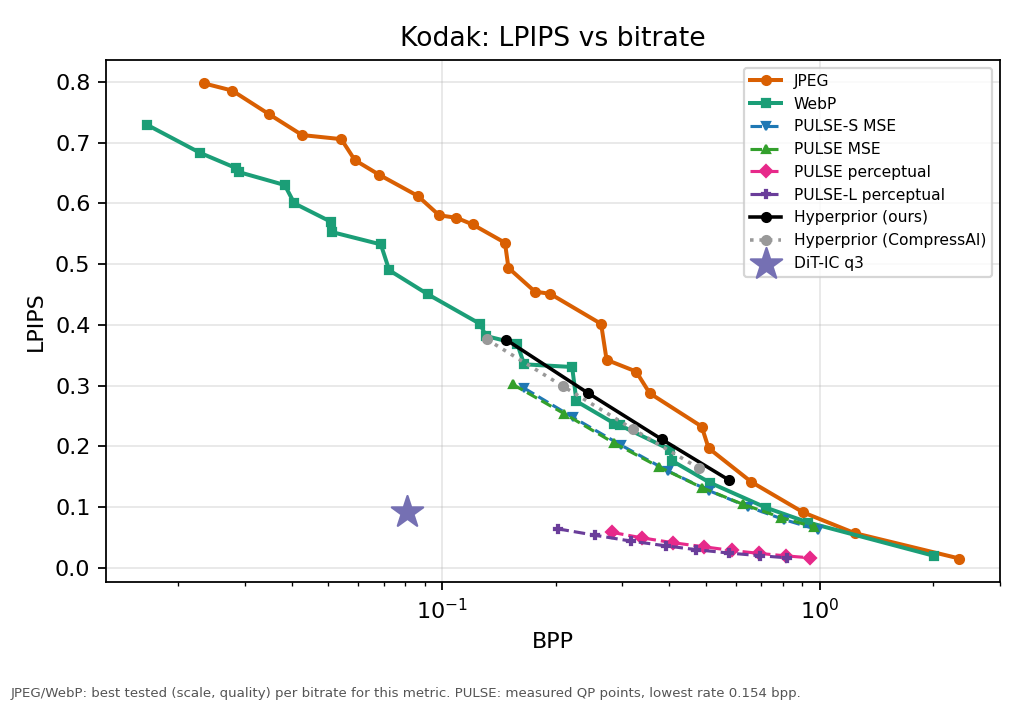 Kodak: LPIPS vs bitrate
LPIPS
0.8
0.7
0.6
0.5
0.4
0.3
0.2
0.1
0.0
JPEG
WebP
PULSE-S MSE
PULSE MSE
PULSE perceptual
PULSE-L perceptual
Hyperprior (ours)
Hyperprior (CompressAI)
DiT-IC q3
10⁻¹ 10⁰
BPP
JPEG/WebP: best tested (scale, quality) per bitrate for this metric. PULSE: measured QP points, lowest rate 0.154 bpp.